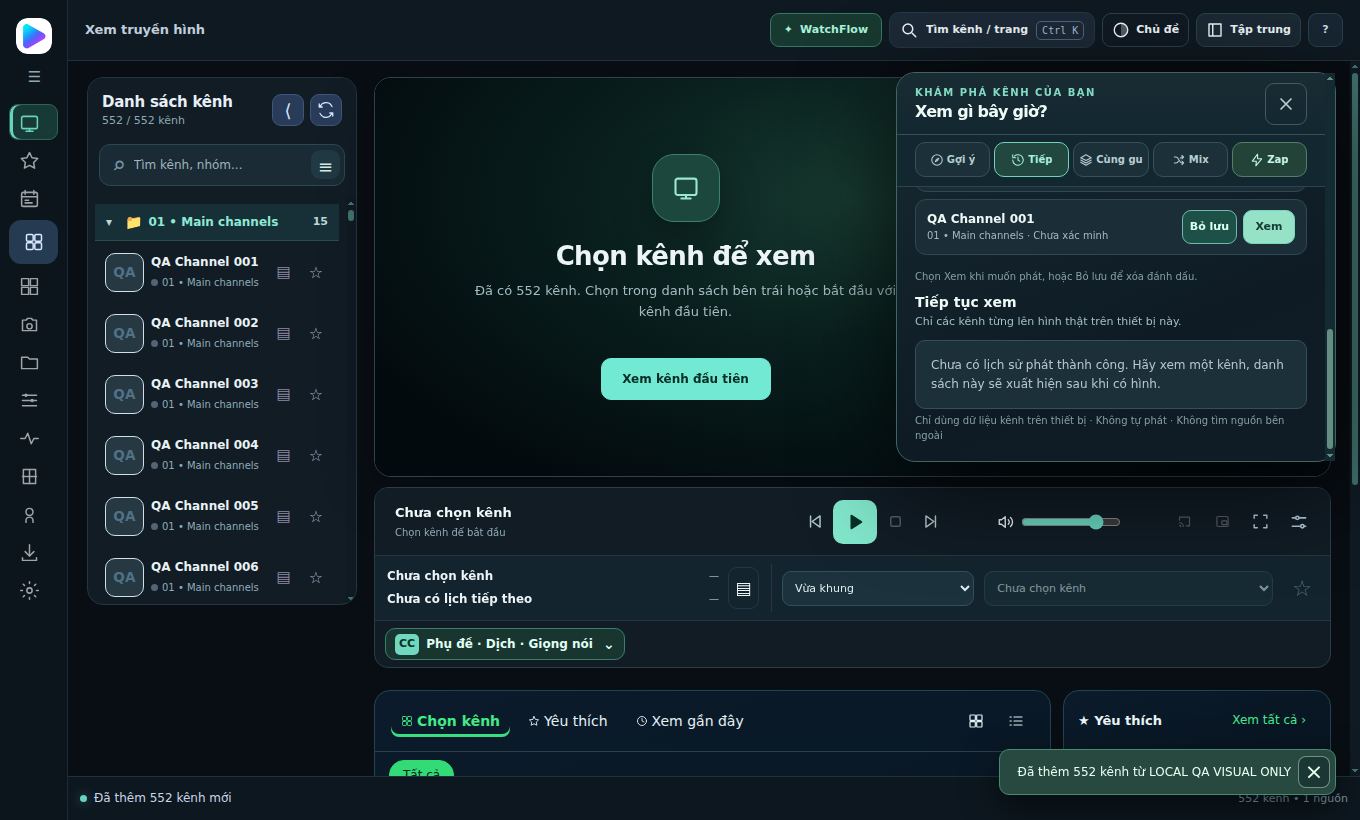 Xem truyền hình
✦ WatchFlow
Tìm kênh / trang Ctrl K
Chủ đề
Tập trung
?
Danh sách kênh
552 / 552 kênh
Tìm kênh, nhóm...
01 • Main channels 15
QA QA Channel 001
01 • Main channels
QA QA Channel 002
01 • Main channels
QA QA Channel 003
01 • Main channels
QA QA Channel 004
01 • Main channels
QA QA Channel 005
01 • Main channels
QA QA Channel 006
01 • Main channels
Chọn kênh để xem
Đã có 552 kênh. Chọn trong danh sách bên trái hoặc bắt đầu với
kênh đầu tiên.
Xem kênh đầu tiên
KHÁM PHÁ KÊNH CỦA BẠN
Xem gì bây giờ?
Gợi ý
Tiếp
Cùng gu
Mix
Zap
QA Channel 001
01 • Main channels · Chưa xác minh
Bỏ lưu
Xem
Chọn Xem khi muốn phát, hoặc Bỏ lưu để xóa đánh dấu.
Tiếp tục xem
Chỉ các kênh từng lên hình thật trên thiết bị này.
Chưa có lịch sử phát thành công. Hãy xem một kênh, danh
sách này sẽ xuất hiện sau khi có hình.
Chỉ dùng dữ liệu kênh trên thiết bị · Không tự phát · Không tìm nguồn bên
ngoài
Chưa chọn kênh
Chọn kênh để bắt đầu
Chưa chọn kênh —
Chưa có lịch tiếp theo —
Vừa khung
Chưa chọn kênh
CC Phụ đề · Dịch · Giọng nói
Chọn kênh
Yêu thích
Xem gần đây
★ Yêu thích
Xem tất cả ›
Tất cả
Đã thêm 552 kênh từ LOCAL QA VISUAL ONLY
Đã thêm 552 kênh mới
552 kênh • 1 nguồn